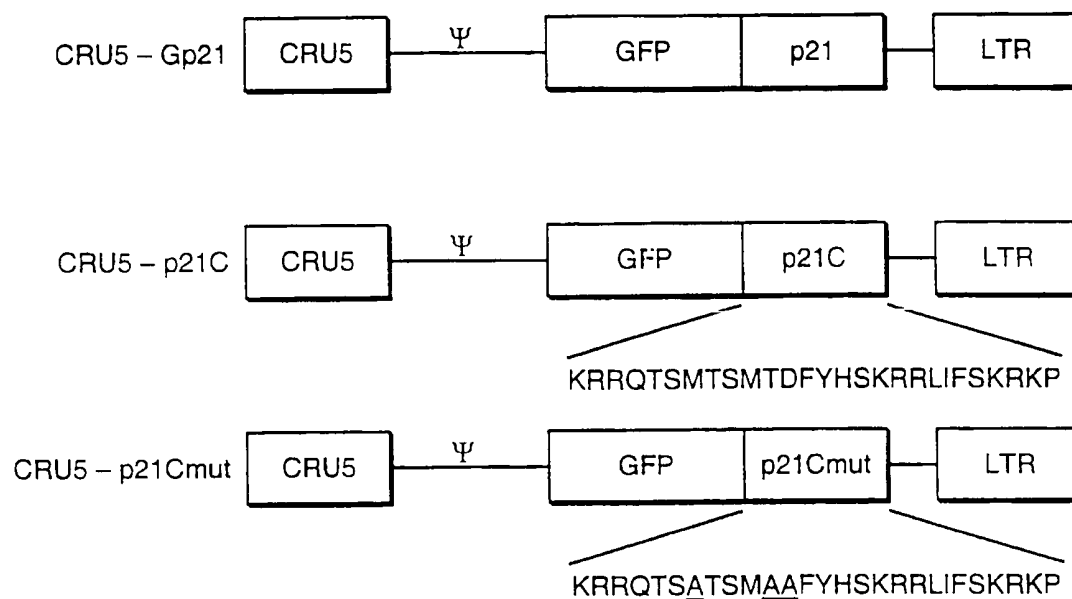 CRU5 – Gp21 CRU5 Ψ GFP p21 LTR
CRU5 – p21C CRU5 Ψ GFP p21C LTR
KRRQTSMTSMTDFYHSKRRLIFSKRKP
CRU5 – p21Cmut CRU5 Ψ GFP p21Cmut LTR
KRRQTSATSMAAFYHSKRRLIFSKRKP